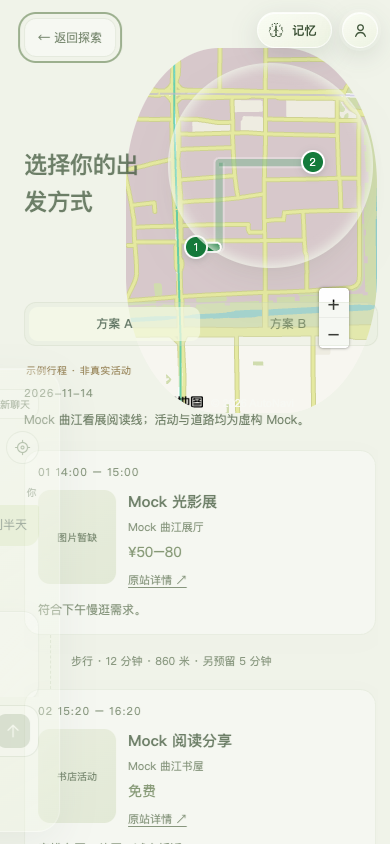 ← 返回探索
记忆
选择你的出
发方式
2
1
+
−
方案 A
方案 B
示例行程 · 非真实活动
新聊天
2026-11-14
Mock 曲江看展阅读线；活动与道路均为虚构 Mock。
01 14:00 — 15:00
你
Mock 光影展
Mock 曲江展厅
半天
图片暂缺
¥50—80
原站详情 ↗
符合下午慢逛需求。
步行 · 12 分钟 · 860 米 · 另预留 5 分钟
02 15:20 — 16:20
Mock 阅读分享
Mock 曲江书屋
书店活动
免费
原站详情 ↗